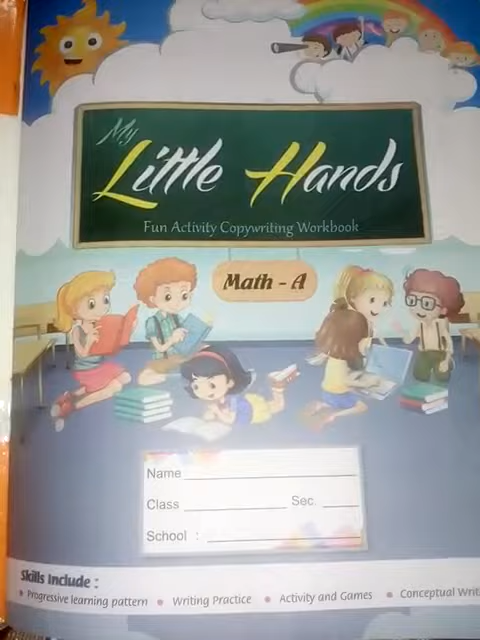 My
Little Hands
Fun Activity Copywriting Workbook
Math - A
Name
Class Sec.
School :
Skills Include :
• Progressive learning pattern • Writing Practice • Activity and Games • Conceptual Writ